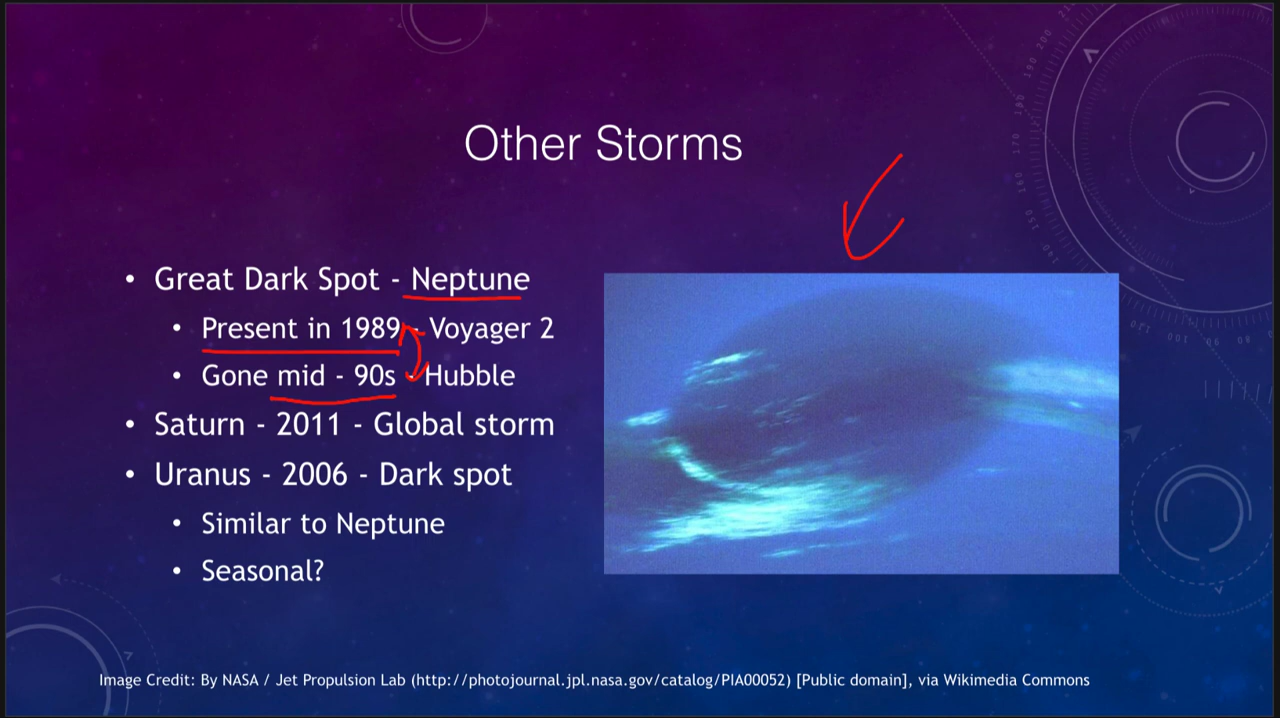 Other Storms
• Great Dark Spot - Neptune
• Present in 1989 - Voyager 2
• Gone mid - 90s - Hubble
• Saturn - 2011 - Global storm
• Uranus - 2006 - Dark spot
• Similar to Neptune
• Seasonal?
Image Credit: By NASA / Jet Propulsion Lab (http://photojournal.jpl.nasa.gov/catalog/PIA00052) [Public domain], via Wikimedia Commons